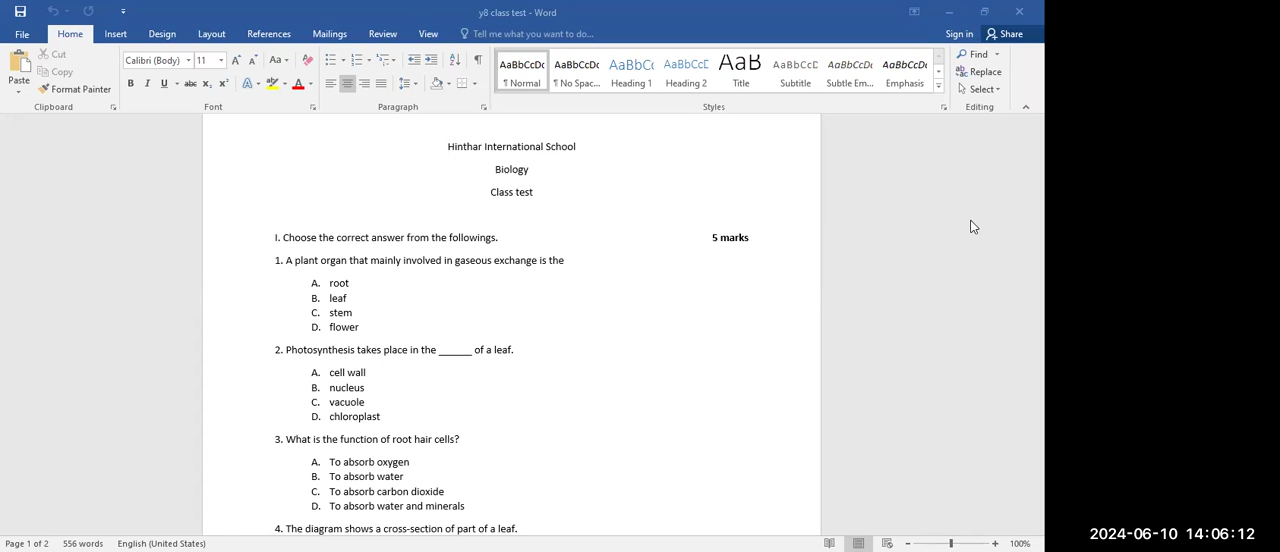 y8 class test - Word
File Home Insert Design Layout References Mailings Review View Tell me what you want to do... Sign in Share
Cut
Copy
Format Painter
Paste
Calibri (Body) 11
Aa
B I U abc x₂ x² A ab A
AaBbCcDc AaBbCcDc AaBbCc AaBbCcD AaB AaBbCcD AaBbCcDc AaBbCcDc
¶ Normal ¶ No Spac... Heading 1 Heading 2 Title Subtitle Subtle Em... Emphasis
Find
Replace
Select
Clipboard Font Paragraph Styles Editing
Hinthar International School
Biology
Class test
I. Choose the correct answer from the followings. 5 marks
1. A plant organ that mainly involved in gaseous exchange is the
A. root
B. leaf
C. stem
D. flower
2. Photosynthesis takes place in the ______ of a leaf.
A. cell wall
B. nucleus
C. vacuole
D. chloroplast
3. What is the function of root hair cells?
A. To absorb oxygen
B. To absorb water
C. To absorb carbon dioxide
D. To absorb water and minerals
4. The diagram shows a cross-section of part of a leaf.
Page 1 of 2 556 words English (United States) 100%
2024-06-10 14:06:12